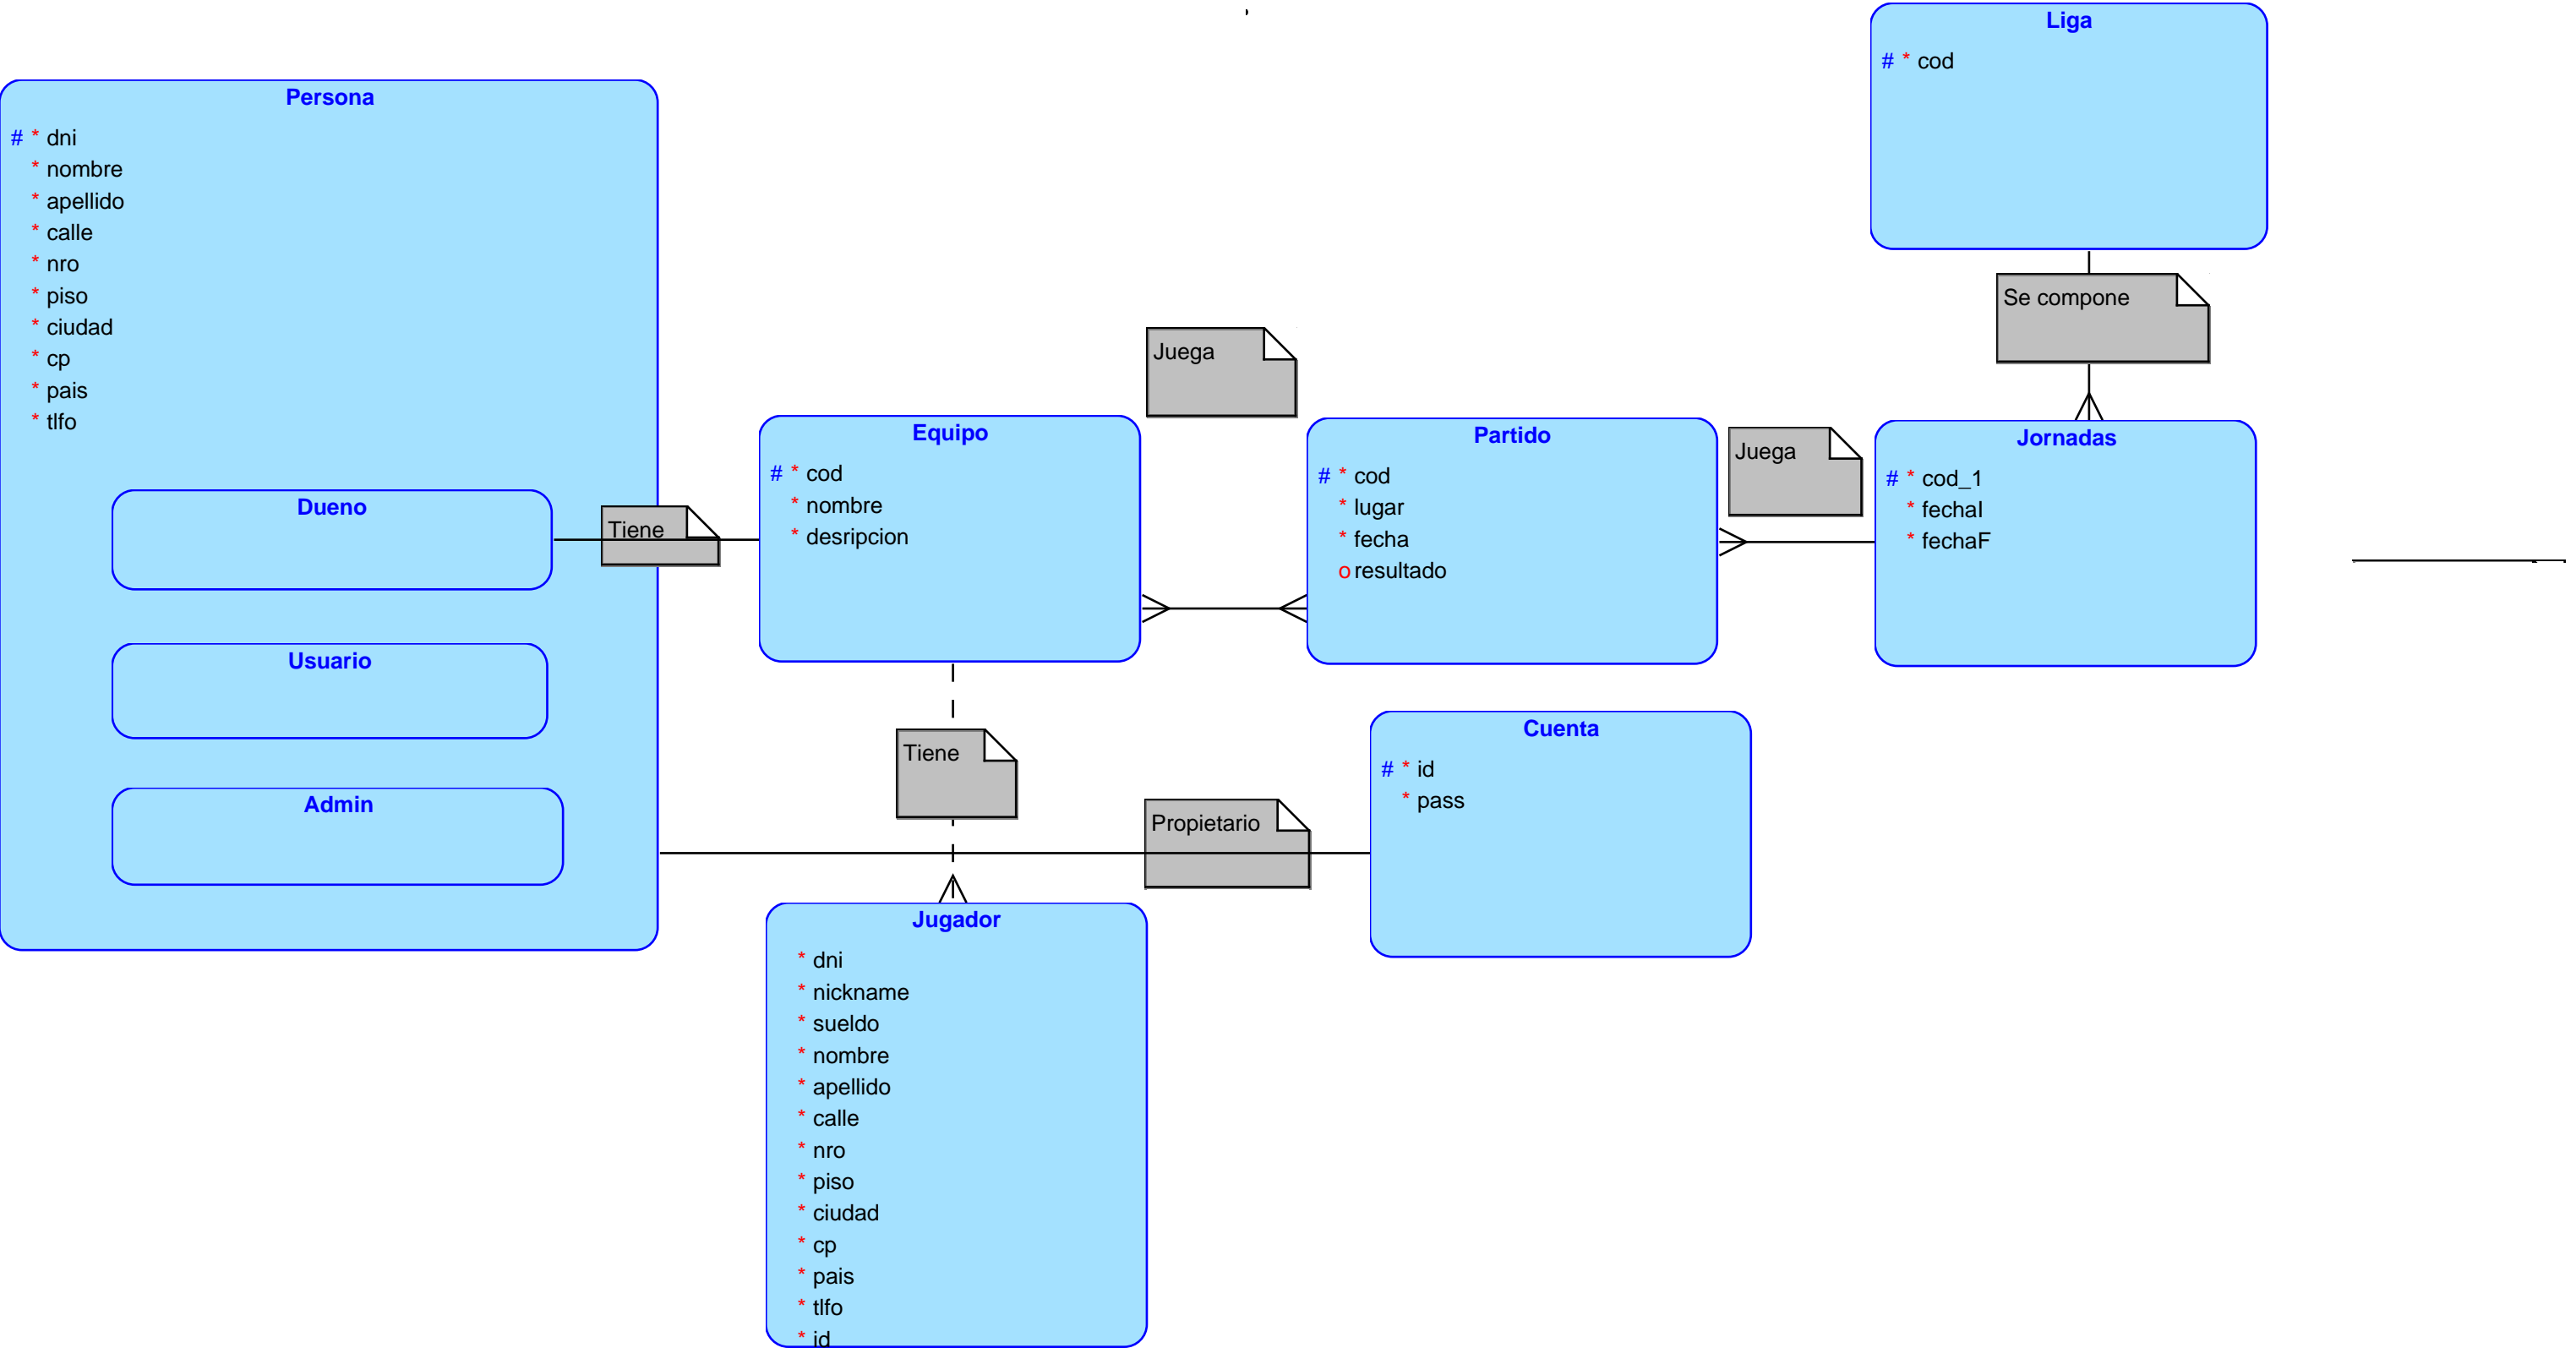 Persona
# * dni
* nombre
* apellido
* calle
* nro
* piso
* ciudad
* cp
* pais
* tlfo
Dueno
Usuario
Admin
Tiene
Equipo
# * cod
* nombre
* desripcion
Juega
Partido
# * cod
* lugar
* fecha
o resultado
Juega
Liga
# * cod
Se compone
Jornadas
# * cod_1
* fechaI
* fechaF
Tiene
Propietario
Cuenta
# * id
* pass
Jugador
* dni
* nickname
* sueldo
* nombre
* apellido
* calle
* nro
* piso
* ciudad
* cp
* pais
* tlfo
* id